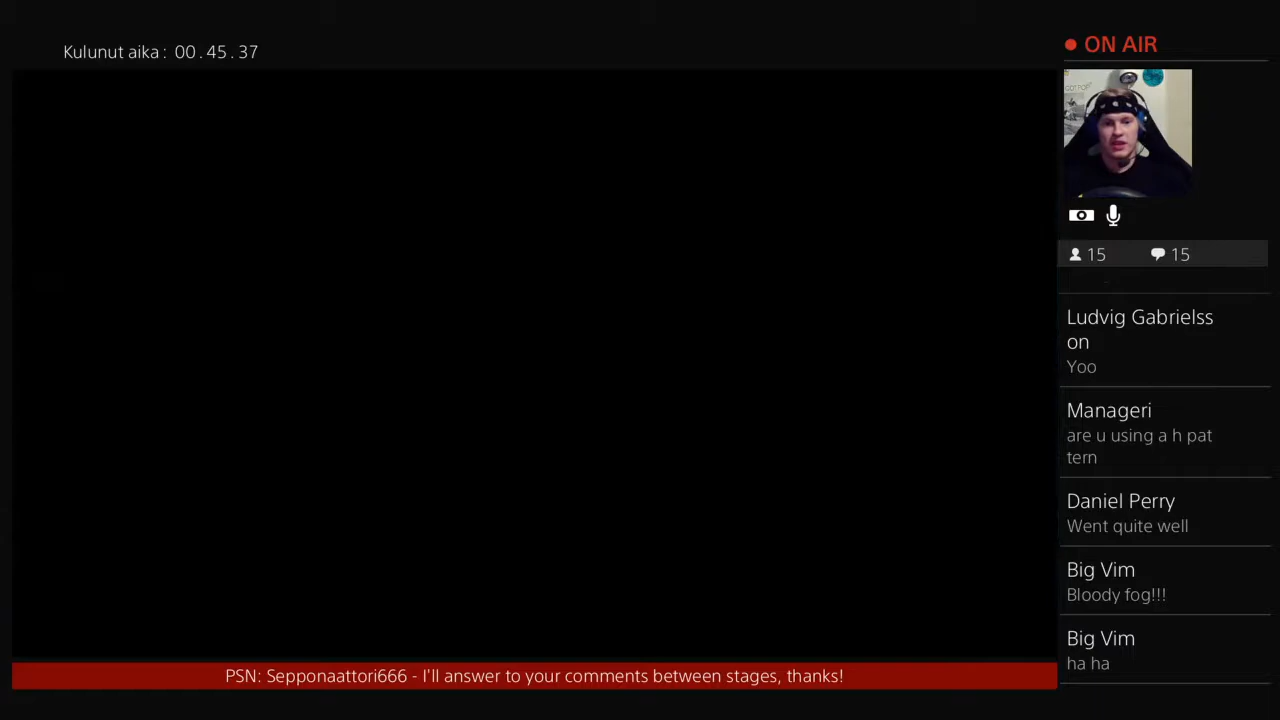 Kulunut aika : 00.45.37
ON AIR
15 15
Ludvig Gabrielss
on
Yoo
Manageri
are u using a h pat
tern
Daniel Perry
Went quite well
Big Vim
Bloody fog!!!
Big Vim
ha ha
PSN: Sepponaattori666 - I'll answer to your comments between stages, thanks!